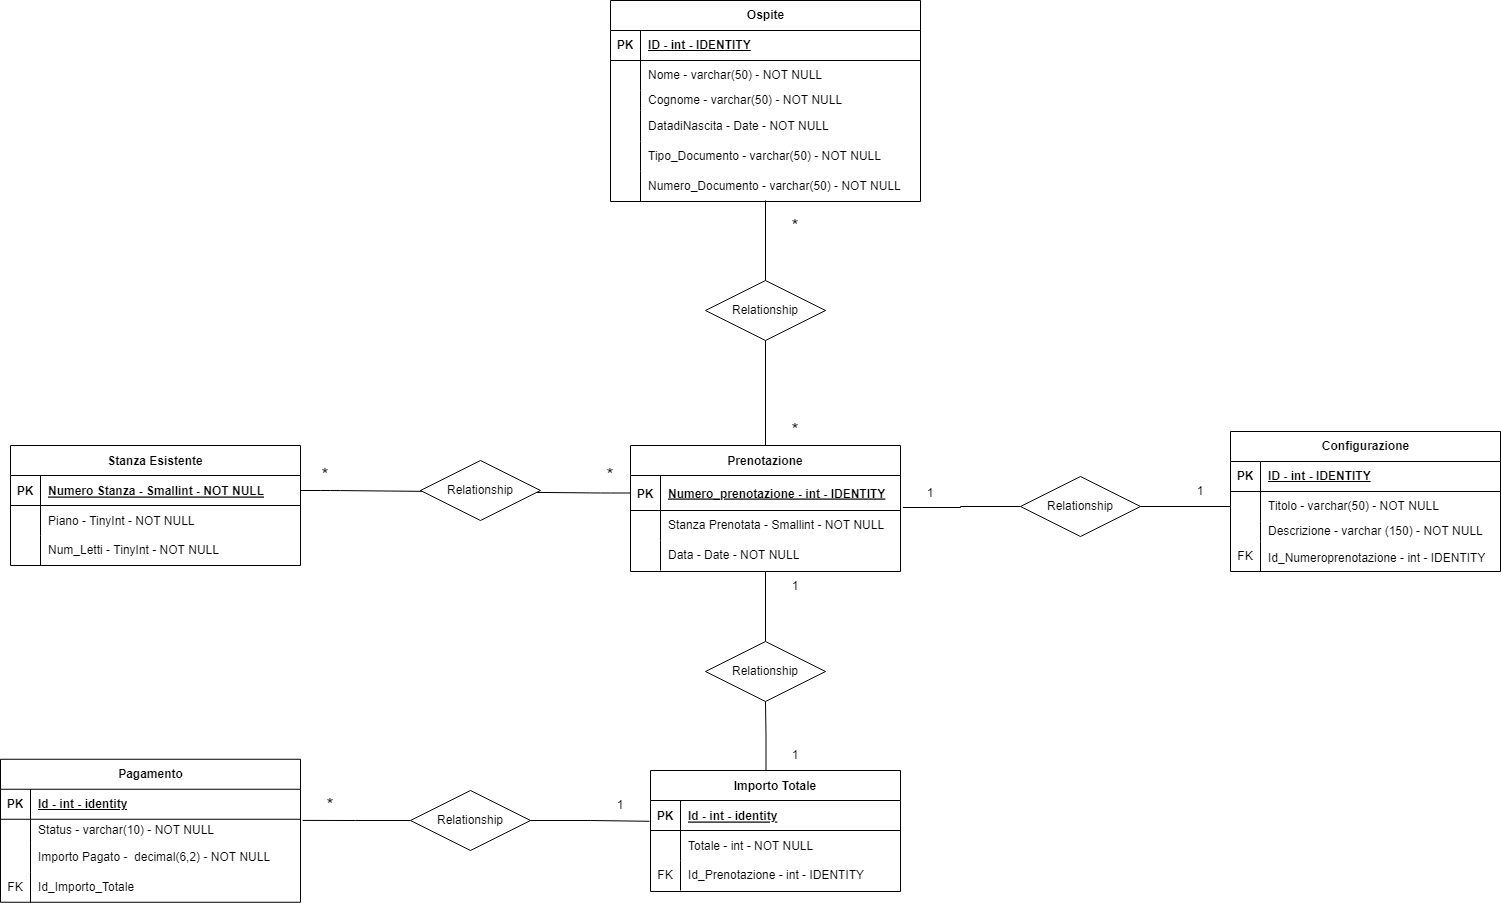 Ospite
PK ID - int - IDENTITY
Nome - varchar(50) - NOT NULL
Cognome - varchar(50) - NOT NULL
DatadiNascita - Date - NOT NULL
Tipo_Documento - varchar(50) - NOT NULL
Numero_Documento - varchar(50) - NOT NULL
*
Relationship
*
Stanza Esistente
PK Numero Stanza - Smallint - NOT NULL
Piano - TinyInt - NOT NULL
Num_Letti - TinyInt - NOT NULL
*
Relationship
*
Prenotazione
PK Numero_prenotazione - int - IDENTITY
Stanza Prenotata - Smallint - NOT NULL
Data - Date - NOT NULL
1
Relationship
1
Configurazione
PK ID - int - IDENTITY
Titolo - varchar(50) - NOT NULL
Descrizione - varchar (150) - NOT NULL
FK Id_Numeroprenotazione - int - IDENTITY
1
Relationship
1
Pagamento
PK Id - int - identity
Status - varchar(10) - NOT NULL
Importo Pagato -  decimal(6,2) - NOT NULL
FK Id_Importo_Totale
*
Relationship
1
Importo Totale
PK Id - int - identity
Totale - int - NOT NULL
FK Id_Prenotazione - int - IDENTITY